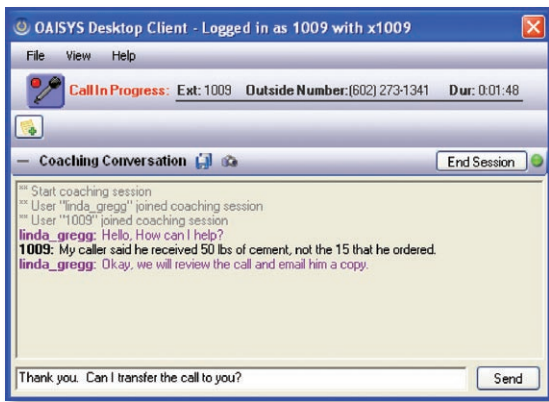 OAISYS Desktop Client - Logged in as 1009 with x1009
File View Help
Call In Progress: Ext: 1009 Outside Number:(602) 273-1341 Dur: 0:01:48
Coaching Conversation End Session
** Start coaching session
** User "linda_gregg" joined coaching session
** User "1009" joined coaching session
linda_gregg: Hello, How can I help?
1009: My caller said he received 50 lbs of cement, not the 15 that he ordered.
linda_gregg: Okay, we will review the call and email him a copy.
Thank you. Can I transfer the call to you? Send